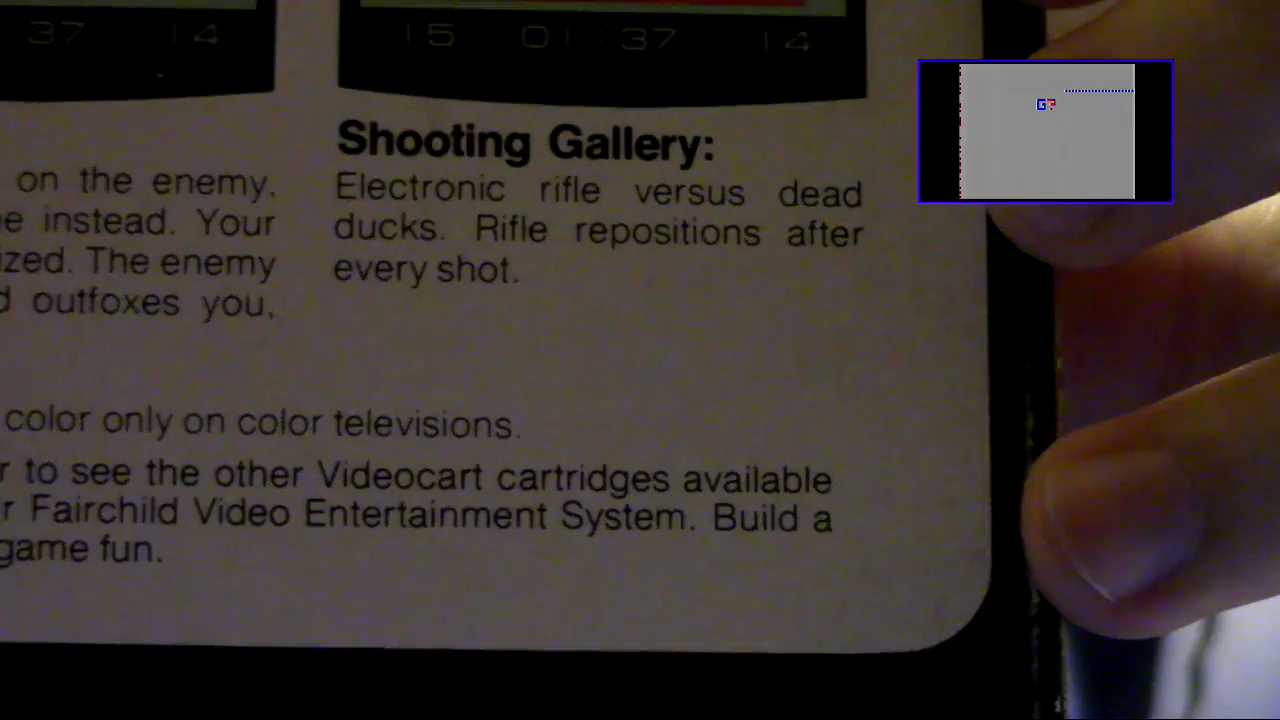 37 14
15 01:37 14
Shooting Gallery:
Electronic rifle versus dead
ducks. Rifle repositions after
every shot.
on the enemy.
instead. Your
The enemy
outfoxes you,
color only on color televisions.
to see the other Videocart cartridges available
Fairchild Video Entertainment System. Build a
game fun.
G?